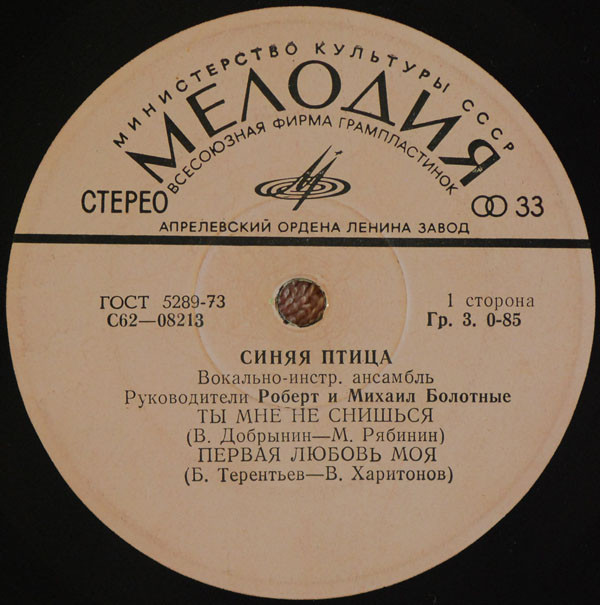 МИНИСТЕРСТВО КУЛЬТУРЫ СССР
МЕЛОДИЯ
ВСЕСОЮЗНАЯ ФИРМА ГРАМПЛАСТИНОК
СТЕРЕО
33
АПРЕЛЕВСКИЙ ОРДЕНА ЛЕНИНА ЗАВОД
ГОСТ 5289-73
С62—08213
1 сторона
Гр. 3. 0-85
СИНЯЯ ПТИЦА
Вокально-инстр. ансамбль
Руководители Роберт и Михаил Болотные
ТЫ МНЕ НЕ СНИШЬСЯ
(В. Добрынин—М. Рябинин)
ПЕРВАЯ ЛЮБОВЬ МОЯ
(Б. Терентьев—В. Харитонов)